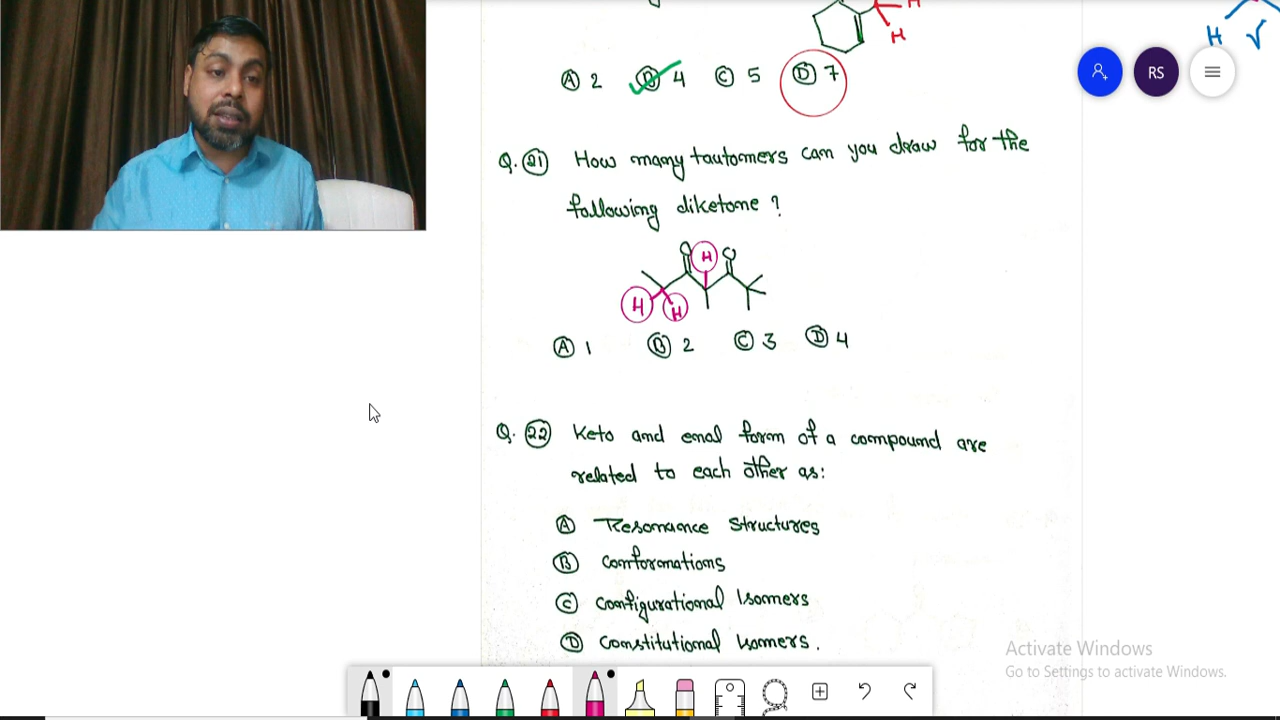 H
H
H
Ⓐ 2 Ⓑ 4 Ⓒ 5 Ⓓ 7
RS
Q. ㉑ How many tautomers can you draw for the
following diketone ?
O H O
H H
Ⓐ 1 Ⓑ 2 Ⓒ 3 Ⓓ 4
Q. ㉒ Keto and enol form of a compound are
related to each other as:
Ⓐ Resonance Structures
Ⓑ Conformations
Ⓒ Configurational Isomers
Ⓓ Constitutional Isomers.
Activate Windows
Go to Settings to activate Windows.